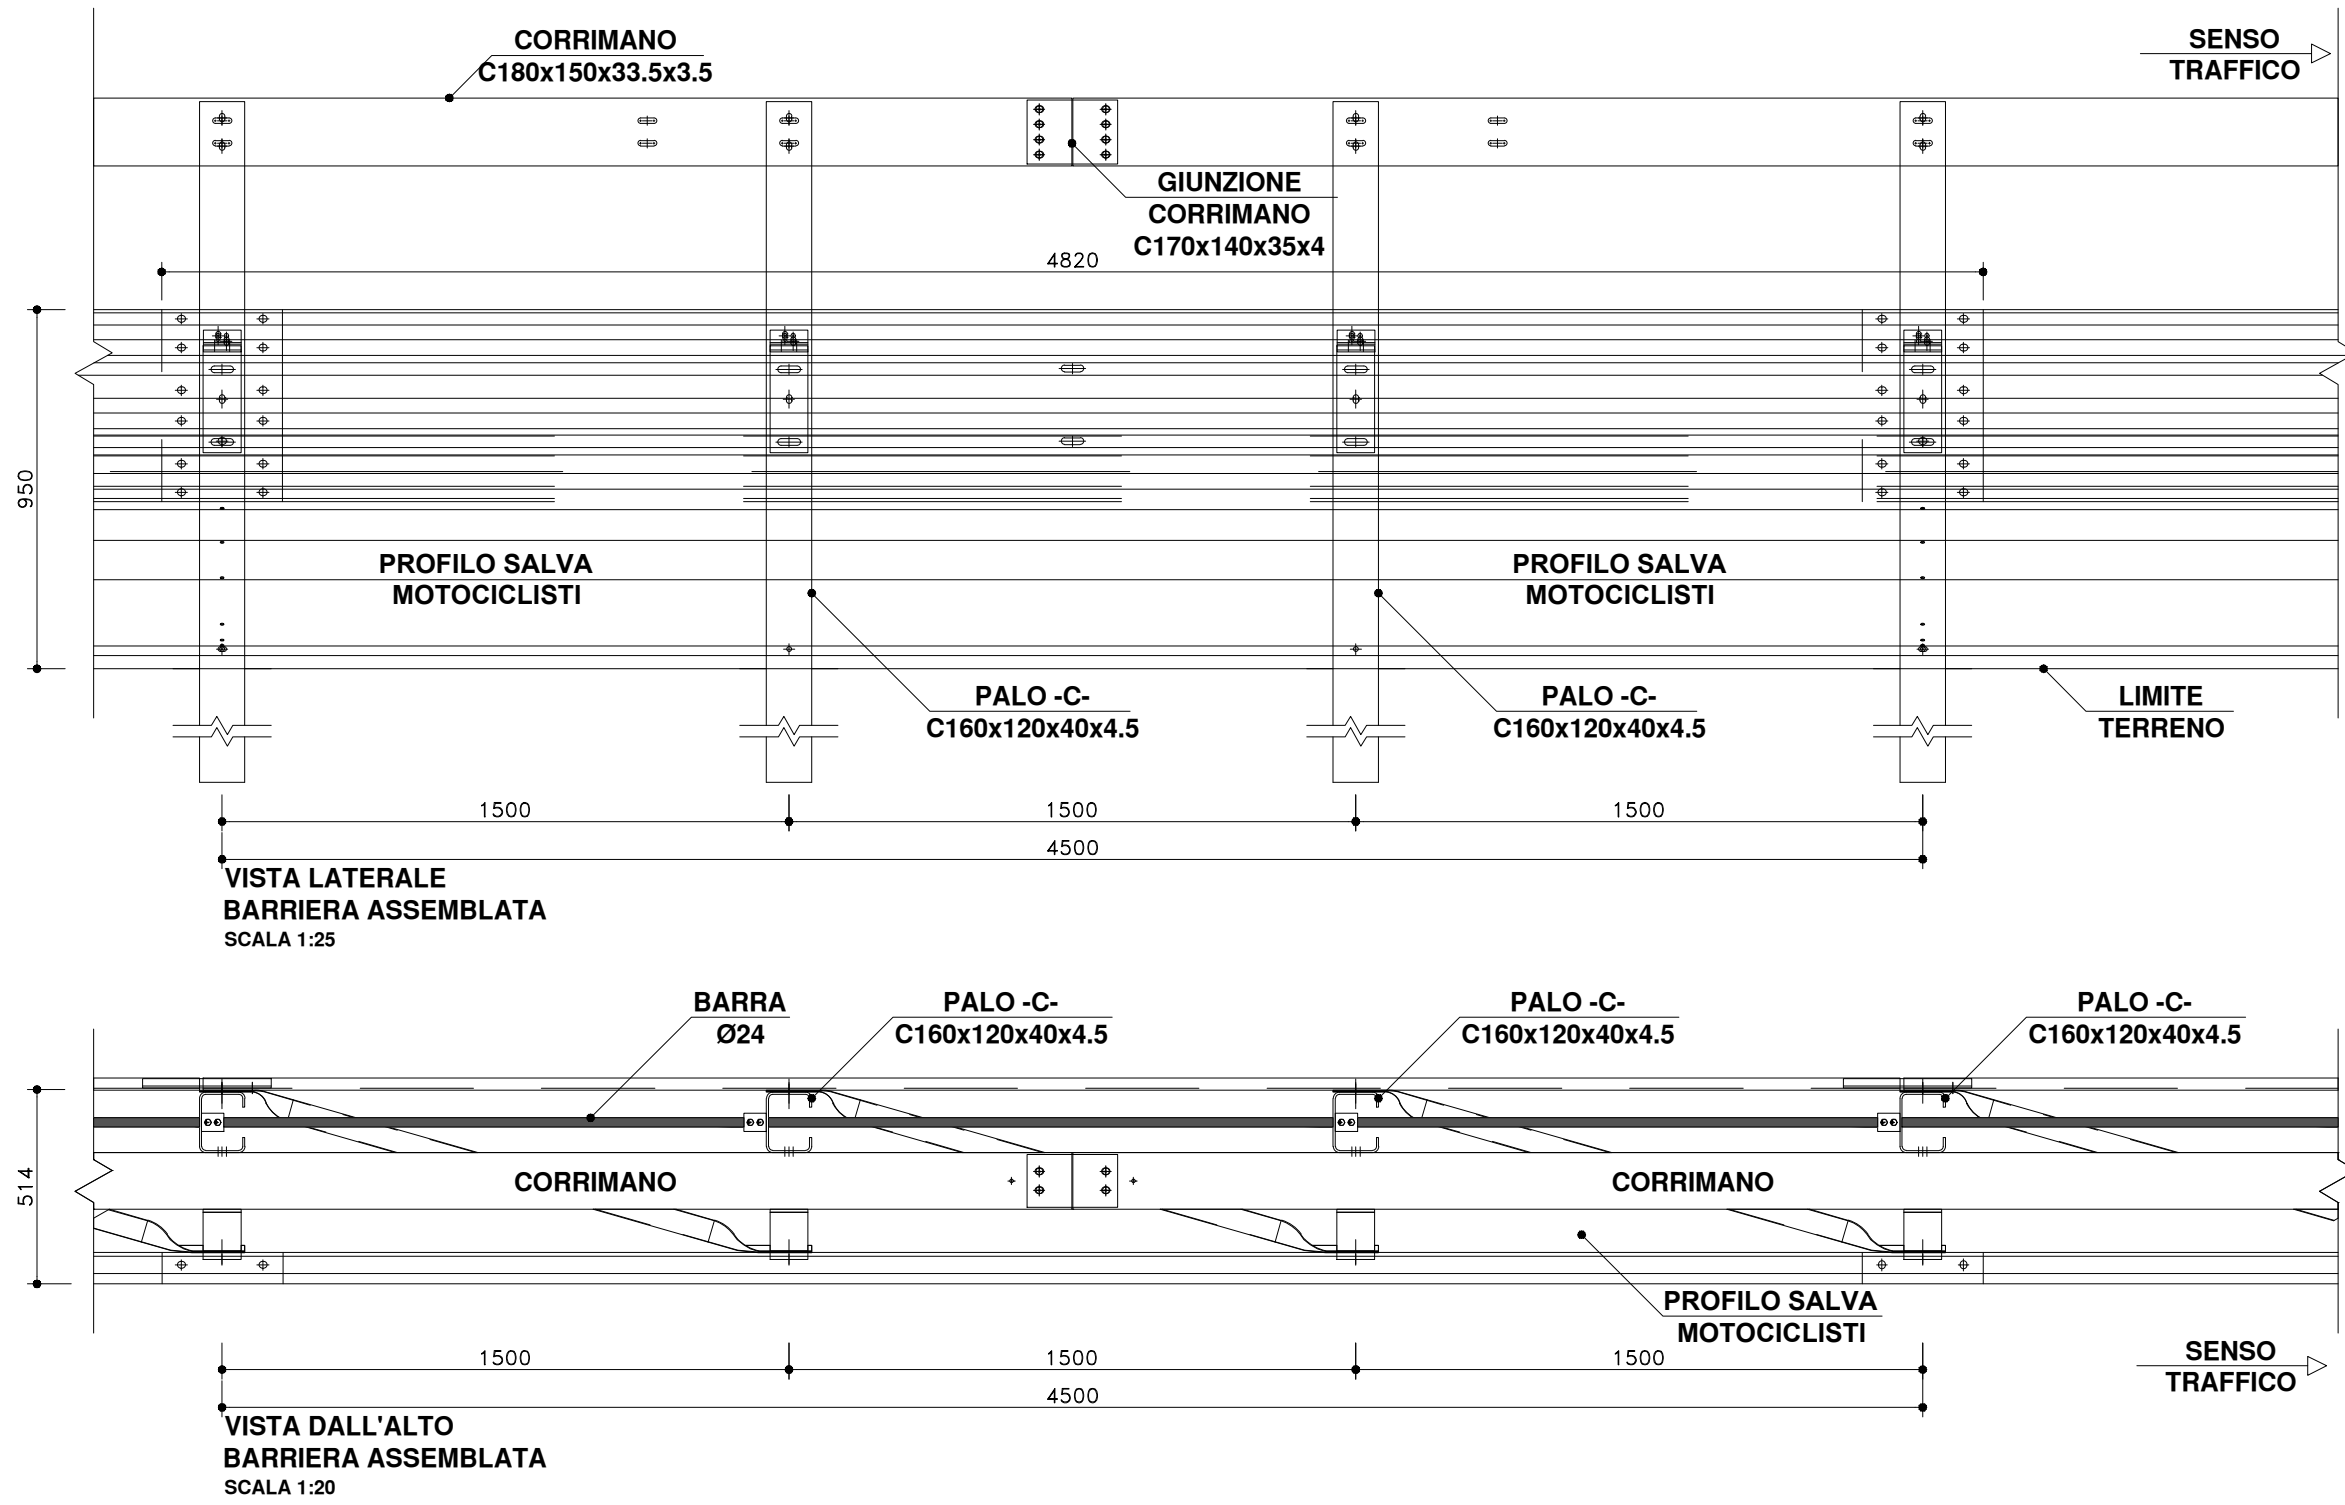 CORRIMANO
C180x150x33.5x3.5
SENSO
TRAFFICO
GIUNZIONE
CORRIMANO
C170x140x35x4
4820
950
PROFILO SALVA
MOTOCICLISTI
PROFILO SALVA
MOTOCICLISTI
PALO -C-
C160x120x40x4.5
PALO -C-
C160x120x40x4.5
LIMITE
TERRENO
1500
1500
1500
4500
VISTA LATERALE
BARRIERA ASSEMBLATA
SCALA 1:25
BARRA
Ø24
PALO -C-
C160x120x40x4.5
PALO -C-
C160x120x40x4.5
PALO -C-
C160x120x40x4.5
514
CORRIMANO
CORRIMANO
PROFILO SALVA
MOTOCICLISTI
1500
1500
1500
SENSO
TRAFFICO
4500
VISTA DALL'ALTO
BARRIERA ASSEMBLATA
SCALA 1:20